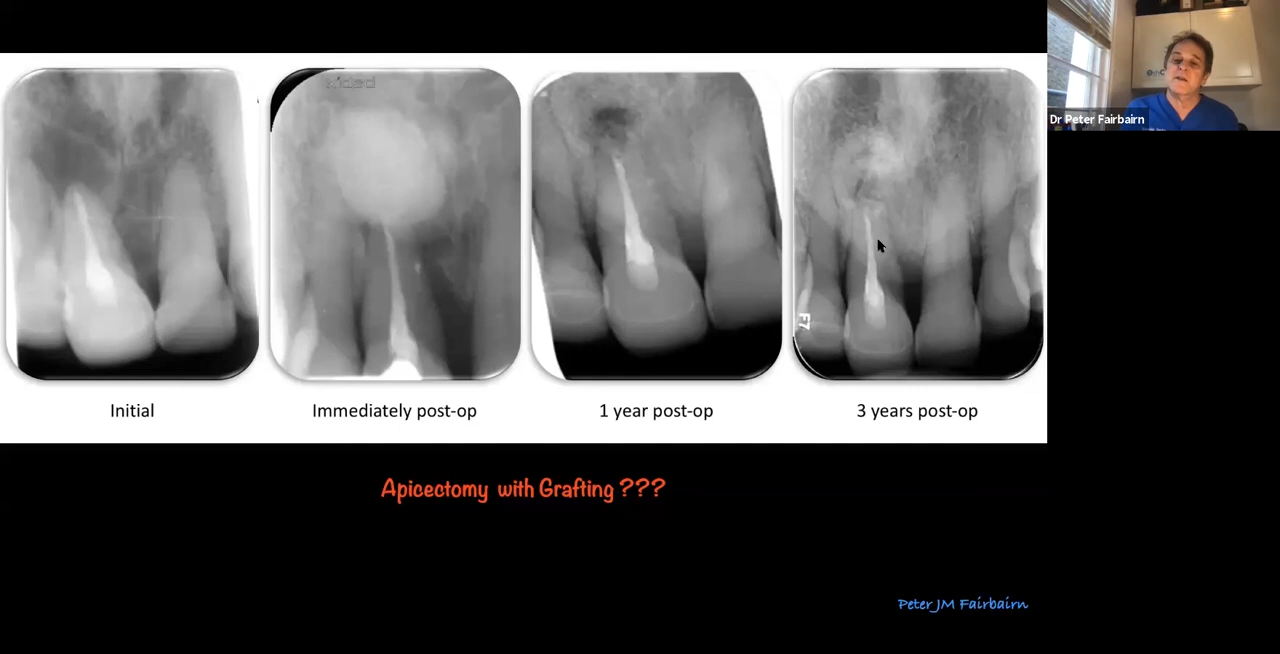 Dr Peter Fairbairn
Initial
Immediately post-op
1 year post-op
3 years post-op
F7
Apicectomy with Grafting ???
Peter JM Fairbairn